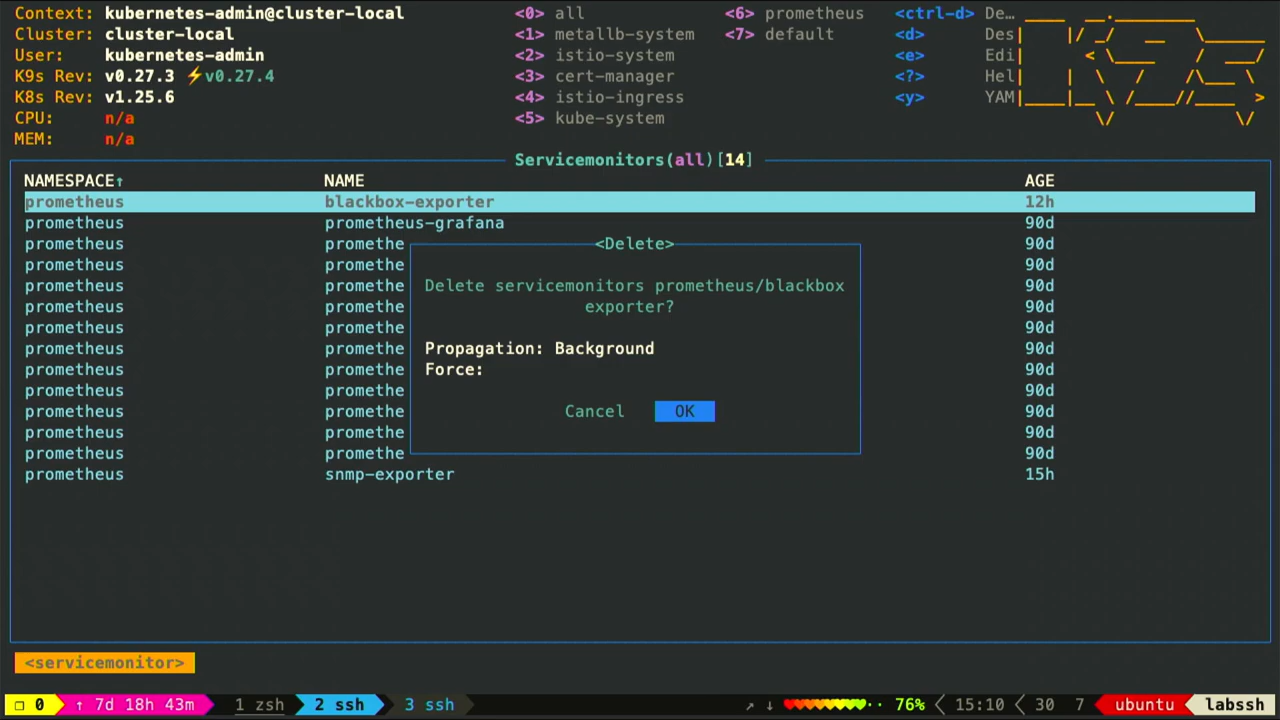 Context: kubernetes-admin@cluster-local <0> all <6> prometheus <ctrl-d> De…
Cluster: cluster-local <1> metallb-system <7> default <d> Des
User: kubernetes-admin <2> istio-system <e> Edi
K9s Rev: v0.27.3 ⚡v0.27.4 <3> cert-manager <?> Hel
K8s Rev: v1.25.6 <4> istio-ingress <y> YAM
CPU: n/a <5> kube-system
MEM: n/a
Servicemonitors(all)[14]
NAMESPACE↑ NAME AGE
prometheus blackbox-exporter 12h
prometheus prometheus-grafana 90d
prometheus promethe 90d
prometheus promethe 90d
prometheus promethe 90d
prometheus promethe 90d
prometheus promethe 90d
prometheus promethe 90d
prometheus promethe 90d
prometheus promethe 90d
prometheus promethe 90d
prometheus promethe 90d
prometheus promethe 90d
prometheus snmp-exporter 15h
<Delete>
Delete servicemonitors prometheus/blackbox
exporter?
Propagation: Background
Force:
Cancel OK
<servicemonitor>
0 ↑ 7d 18h 43m 1 zsh 2 ssh 3 ssh ↗ ↓ 76% 15:10 30 7 ubuntu labssh